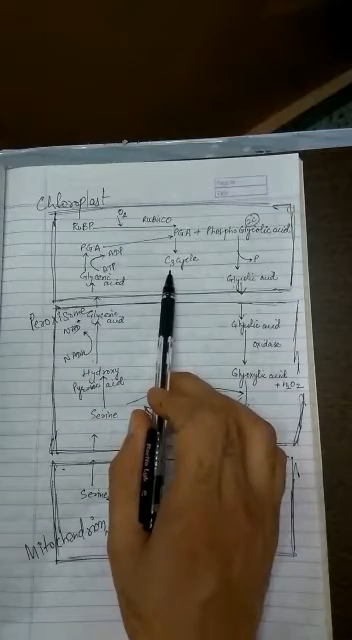 Chloroplast
O2
2C
RuBP RUBISCO PGA + Phospho Glycolic acid
PGA
ADP
ATP
C3 cycle
P
Glyceric acid
Glycolic acid
Peroxisome
Glyceric acid
NAD
NADH
Glycolic acid
Oxidase
Hydroxy
Pyruvic acid
Glyoxylic acid
+ H2O2
Serine
Serine
Mitochondrion